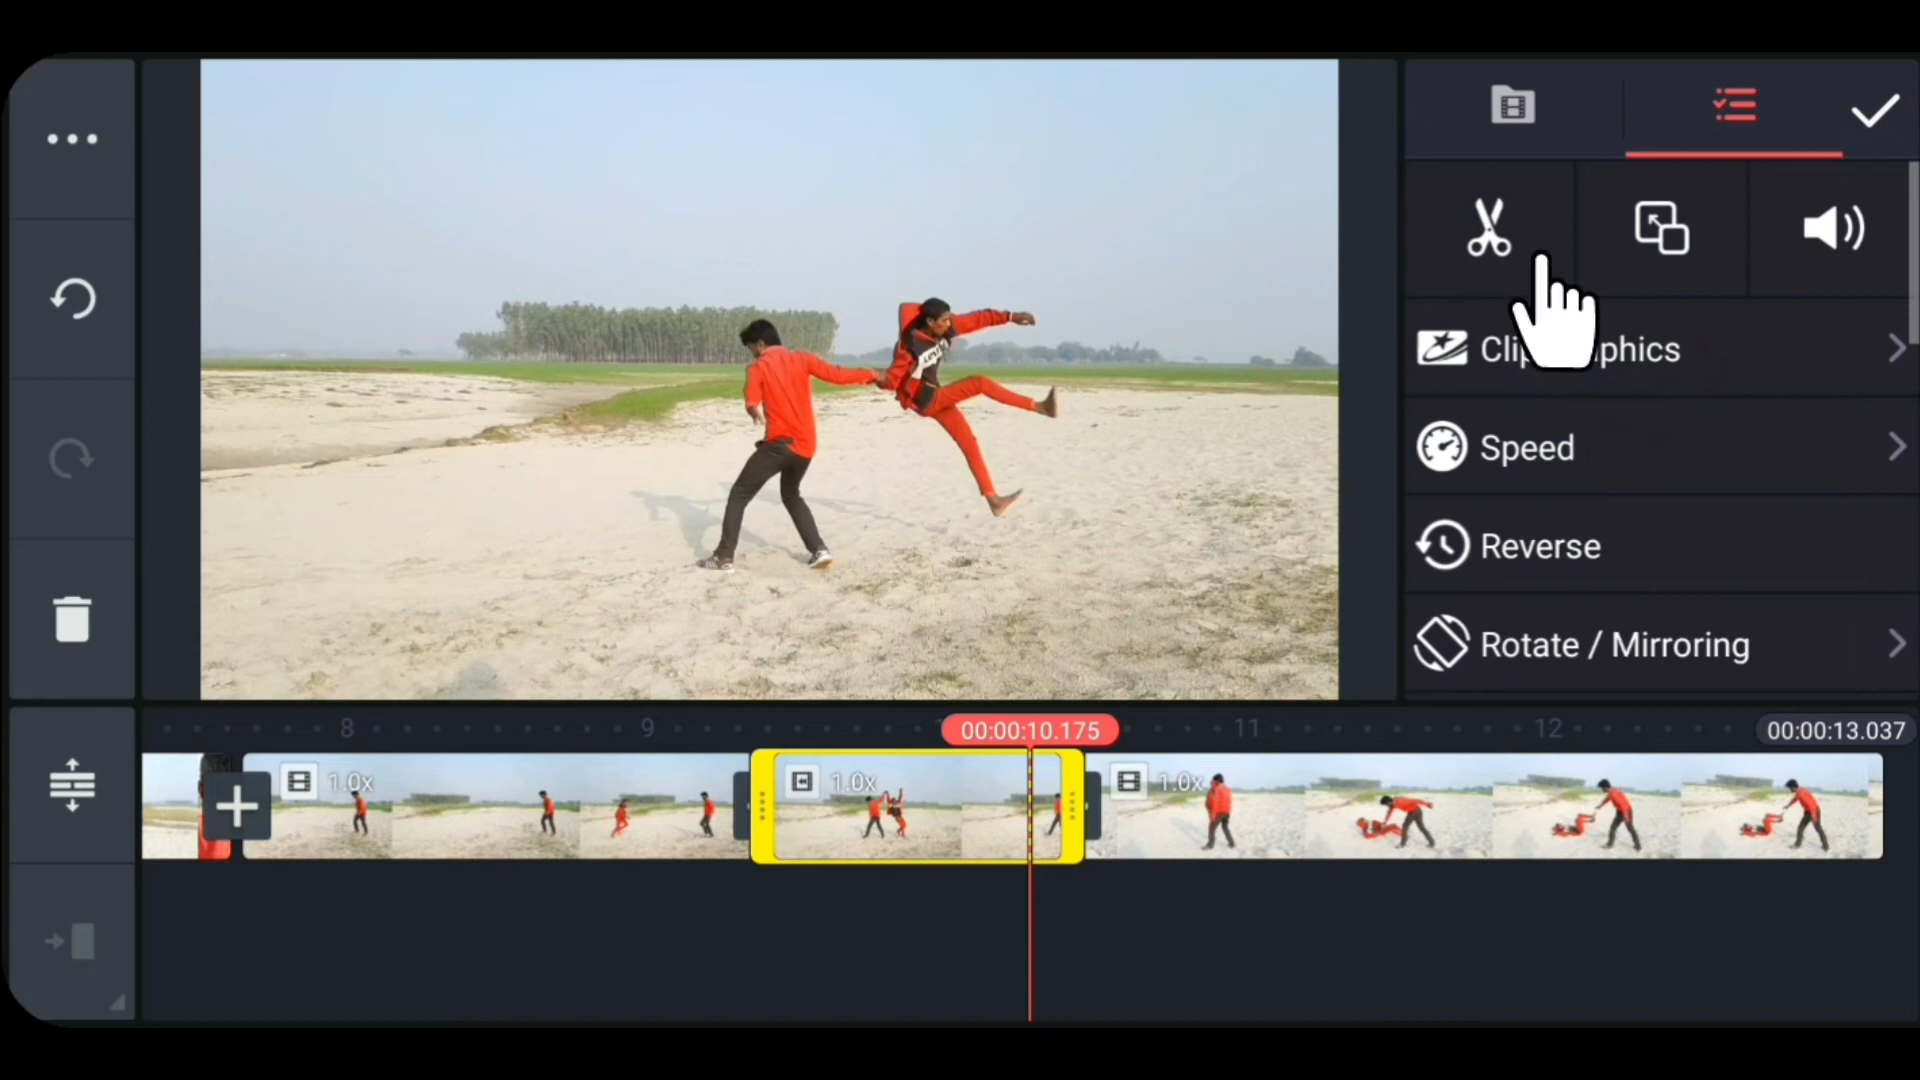 Clip
phics
Speed
Reverse
Rotate / Mirroring
8
9
00:00:10.175
11
12
00:00:13.037
1.0x
1.0x
1.0x